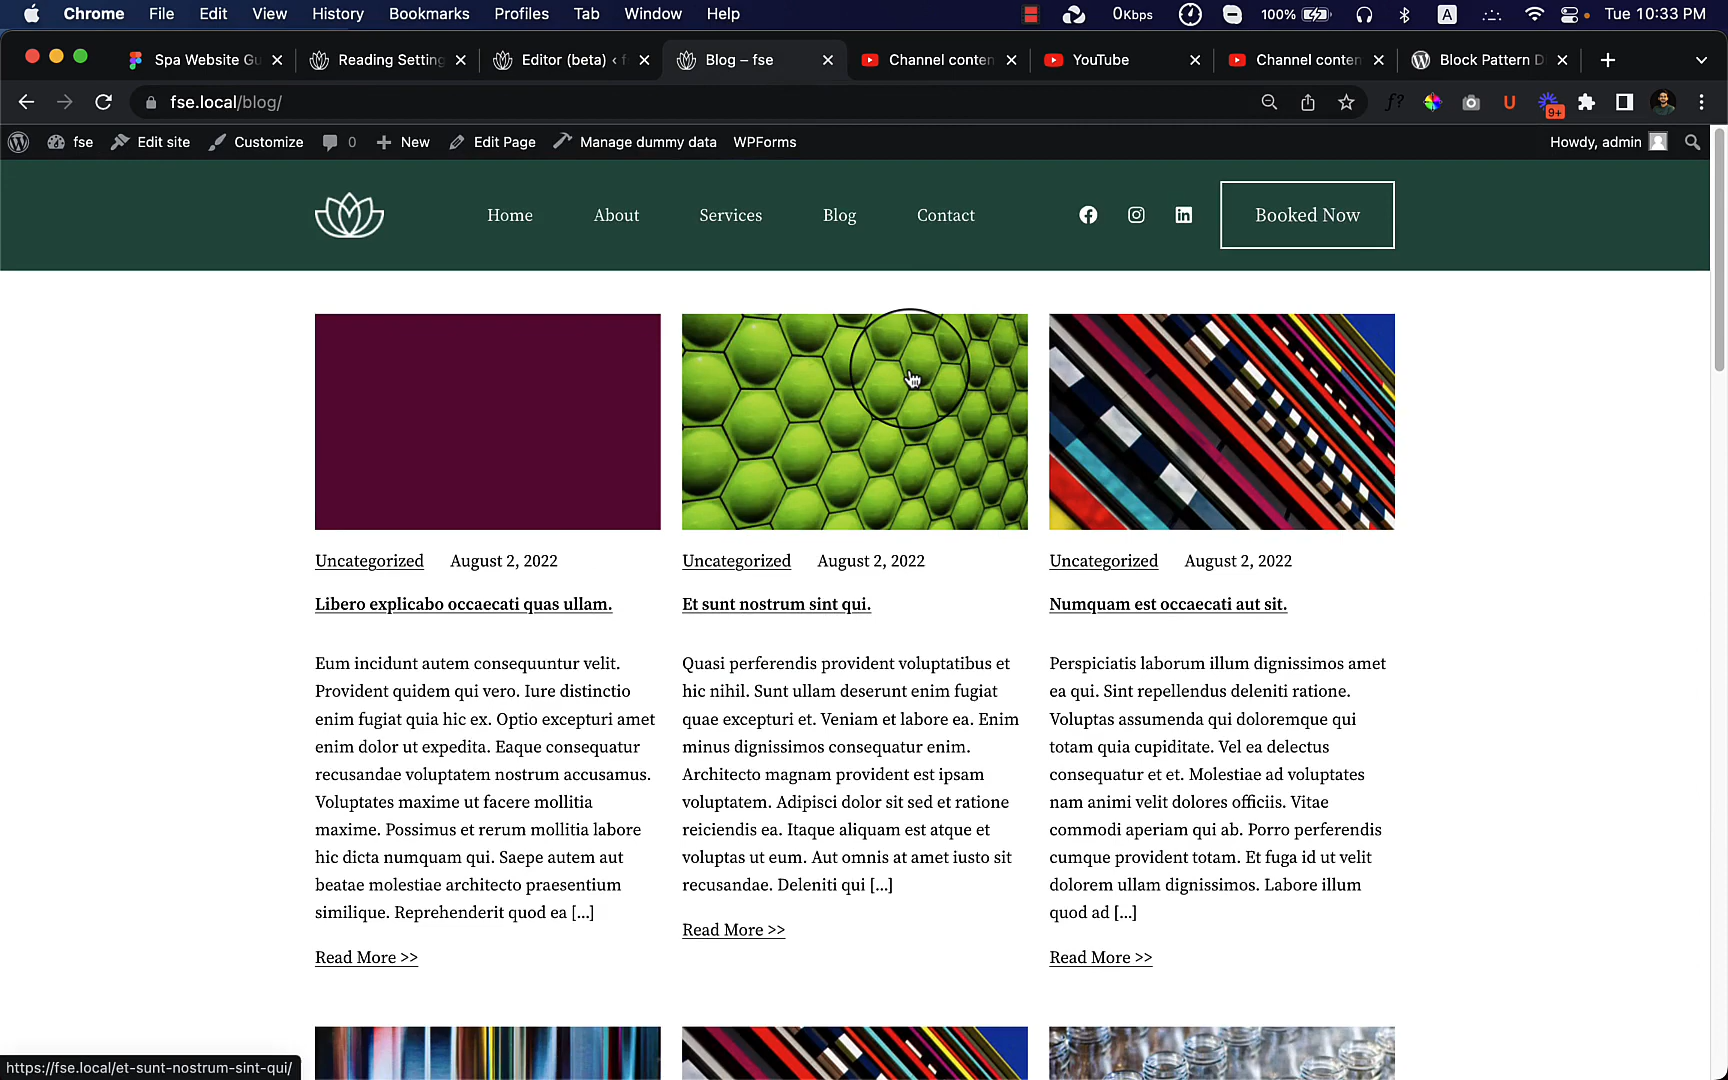 Chrome File Edit View History Bookmarks Profiles Tab Window Help 0Kbps 100% A Tue 10:33 PM
Spa Website Gu Reading Setting Editor (beta) ‹ f Blog – fse Channel conten YouTube Channel conten Block Pattern D
fse.local/blog/ f? U 9+
fse Edit site Customize 0 New Edit Page Manage dummy data WPForms Howdy, admin
Home About Services Blog Contact Booked Now
Uncategorized August 2, 2022
Libero explicabo occaecati quas ullam.
Eum incidunt autem consequuntur velit.
Provident quidem qui vero. Iure distinctio
enim fugiat quia hic ex. Optio excepturi amet
enim dolor ut expedita. Eaque consequatur
recusandae voluptatem nostrum accusamus.
Voluptates maxime ut facere mollitia
maxime. Possimus et rerum mollitia labore
hic dicta numquam qui. Saepe autem aut
beatae molestiae architecto praesentium
similique. Reprehenderit quod ea [...]
Read More >>
Uncategorized August 2, 2022
Et sunt nostrum sint qui.
Quasi perferendis provident voluptatibus et
hic nihil. Sunt ullam deserunt enim fugiat
quae excepturi et. Veniam et labore ea. Enim
minus dignissimos consequatur enim.
Architecto magnam provident est ipsam
voluptatem. Adipisci dolor sit sed et ratione
reiciendis ea. Itaque aliquam est atque et
voluptas ut eum. Aut omnis at amet iusto sit
recusandae. Deleniti qui [...]
Read More >>
Uncategorized August 2, 2022
Numquam est occaecati aut sit.
Perspiciatis laborum illum dignissimos amet
ea qui. Sint repellendus deleniti ratione.
Voluptas assumenda qui doloremque qui
totam quia cupiditate. Vel ea delectus
consequatur et et. Molestiae ad voluptates
nam animi velit dolores officiis. Vitae
commodi aperiam qui ab. Porro perferendis
cumque provident totam. Et fuga id ut velit
dolorem ullam dignissimos. Labore illum
quod ad [...]
Read More >>
https://fse.local/et-sunt-nostrum-sint-qui/